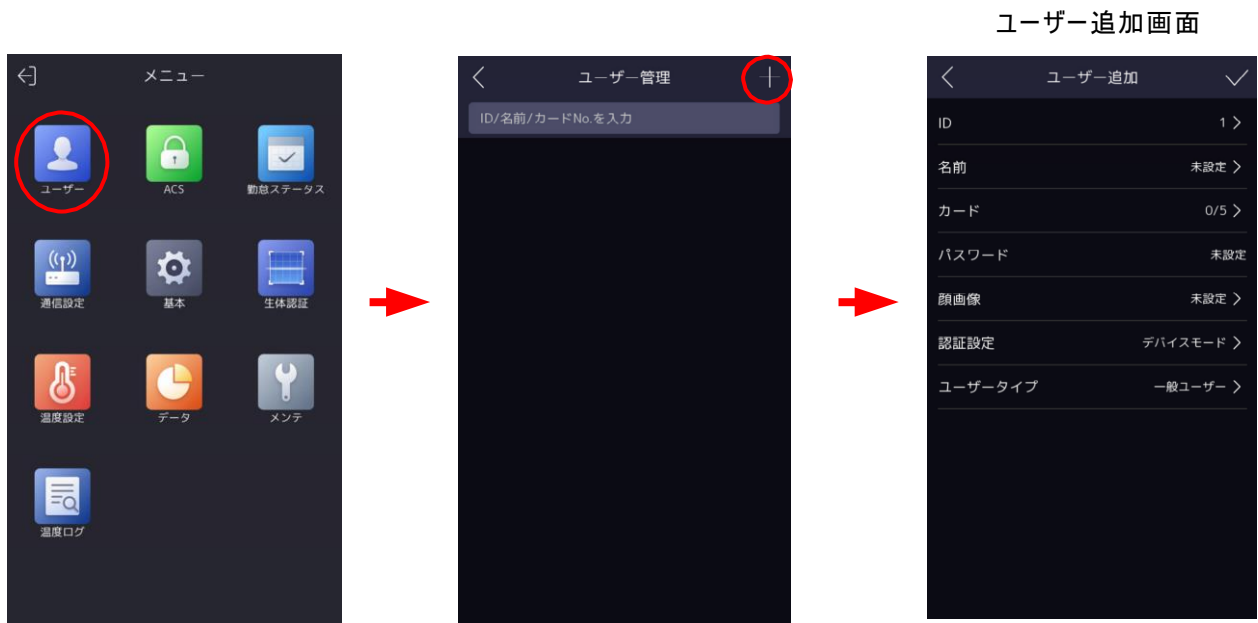 ユーザー追加画面
メニュー
ユーザー
ACS
勤怠ステータス
通信設定
基本
生体認証
温度設定
データ
メンテ
温度ログ
ユーザー管理
ID/名前/カードNo.を入力
ユーザー追加
ID 1
名前 未設定
カード 0/5
パスワード 未設定
顔画像 未設定
認証設定 デバイスモード
ユーザータイプ 一般ユーザー